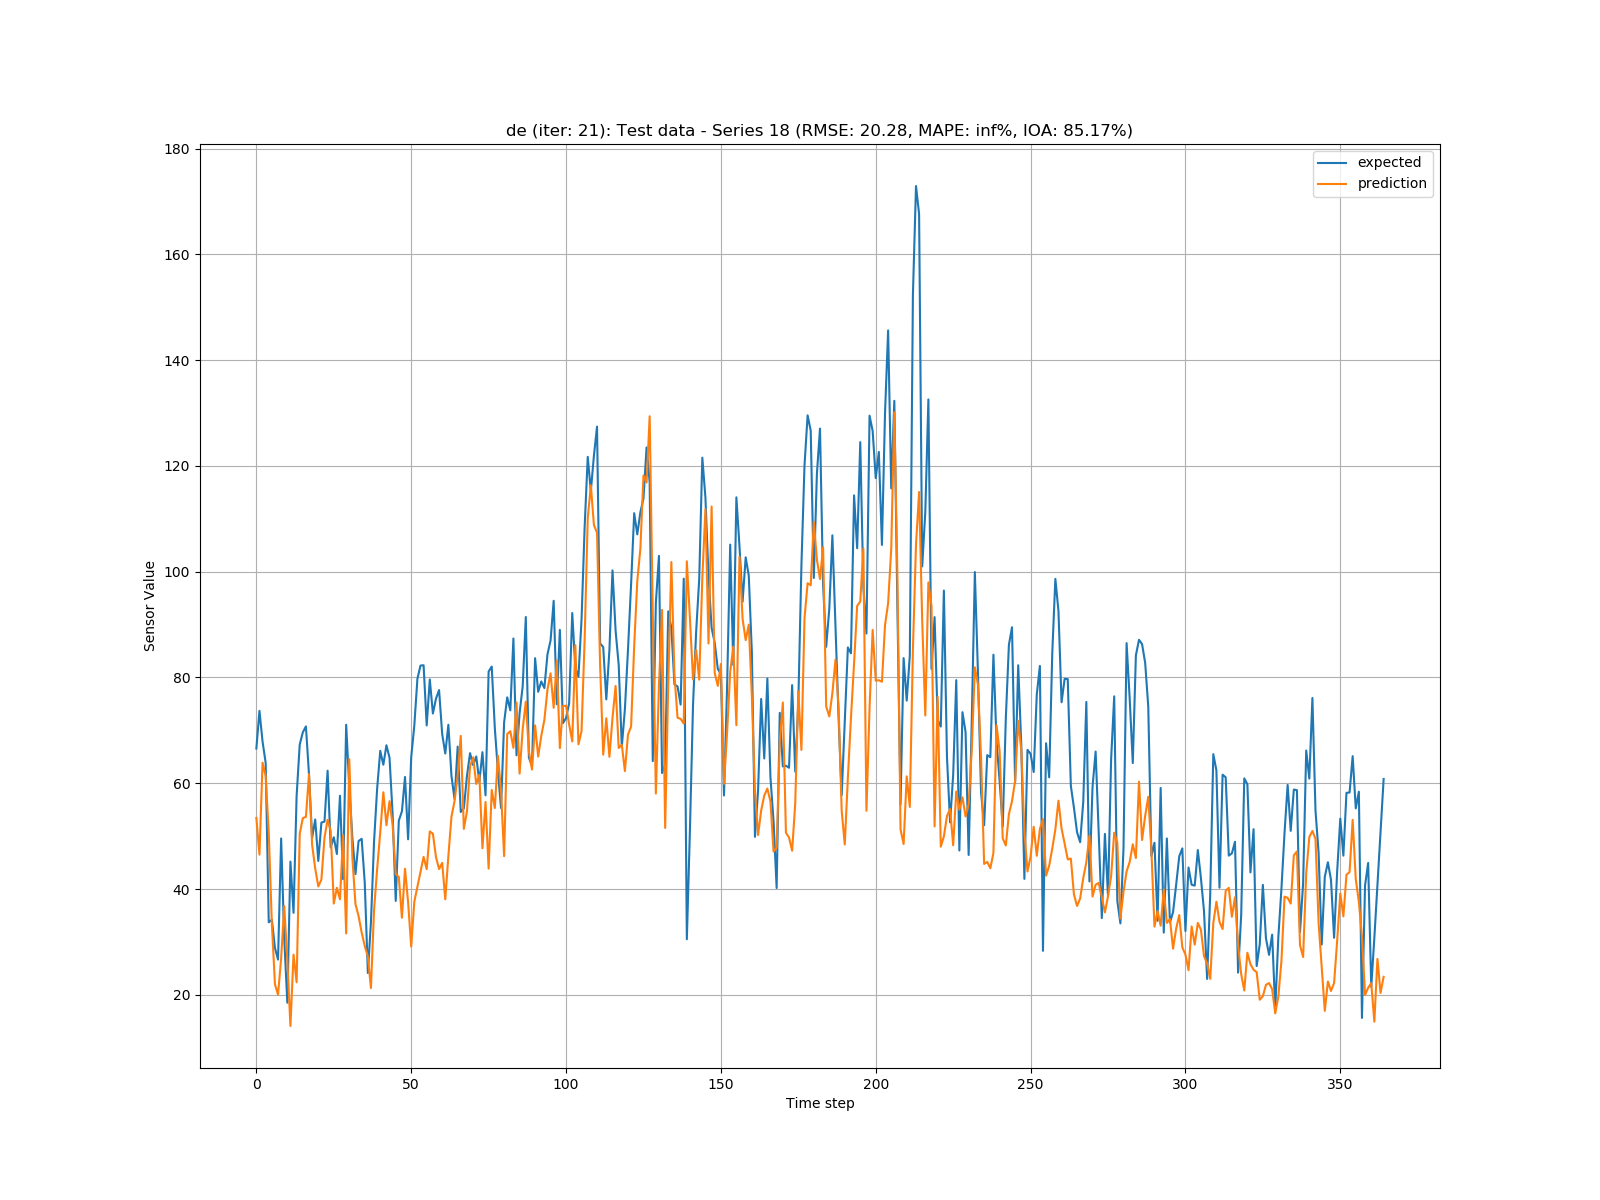 de (iter: 21): Test data - Series 18 (RMSE: 20.28, MAPE: inf%, IOA: 85.17%)
expected
prediction
180
160
140
120
100
80
60
40
20
Sensor Value
0 50 100 150 200 250 300 350
Time step